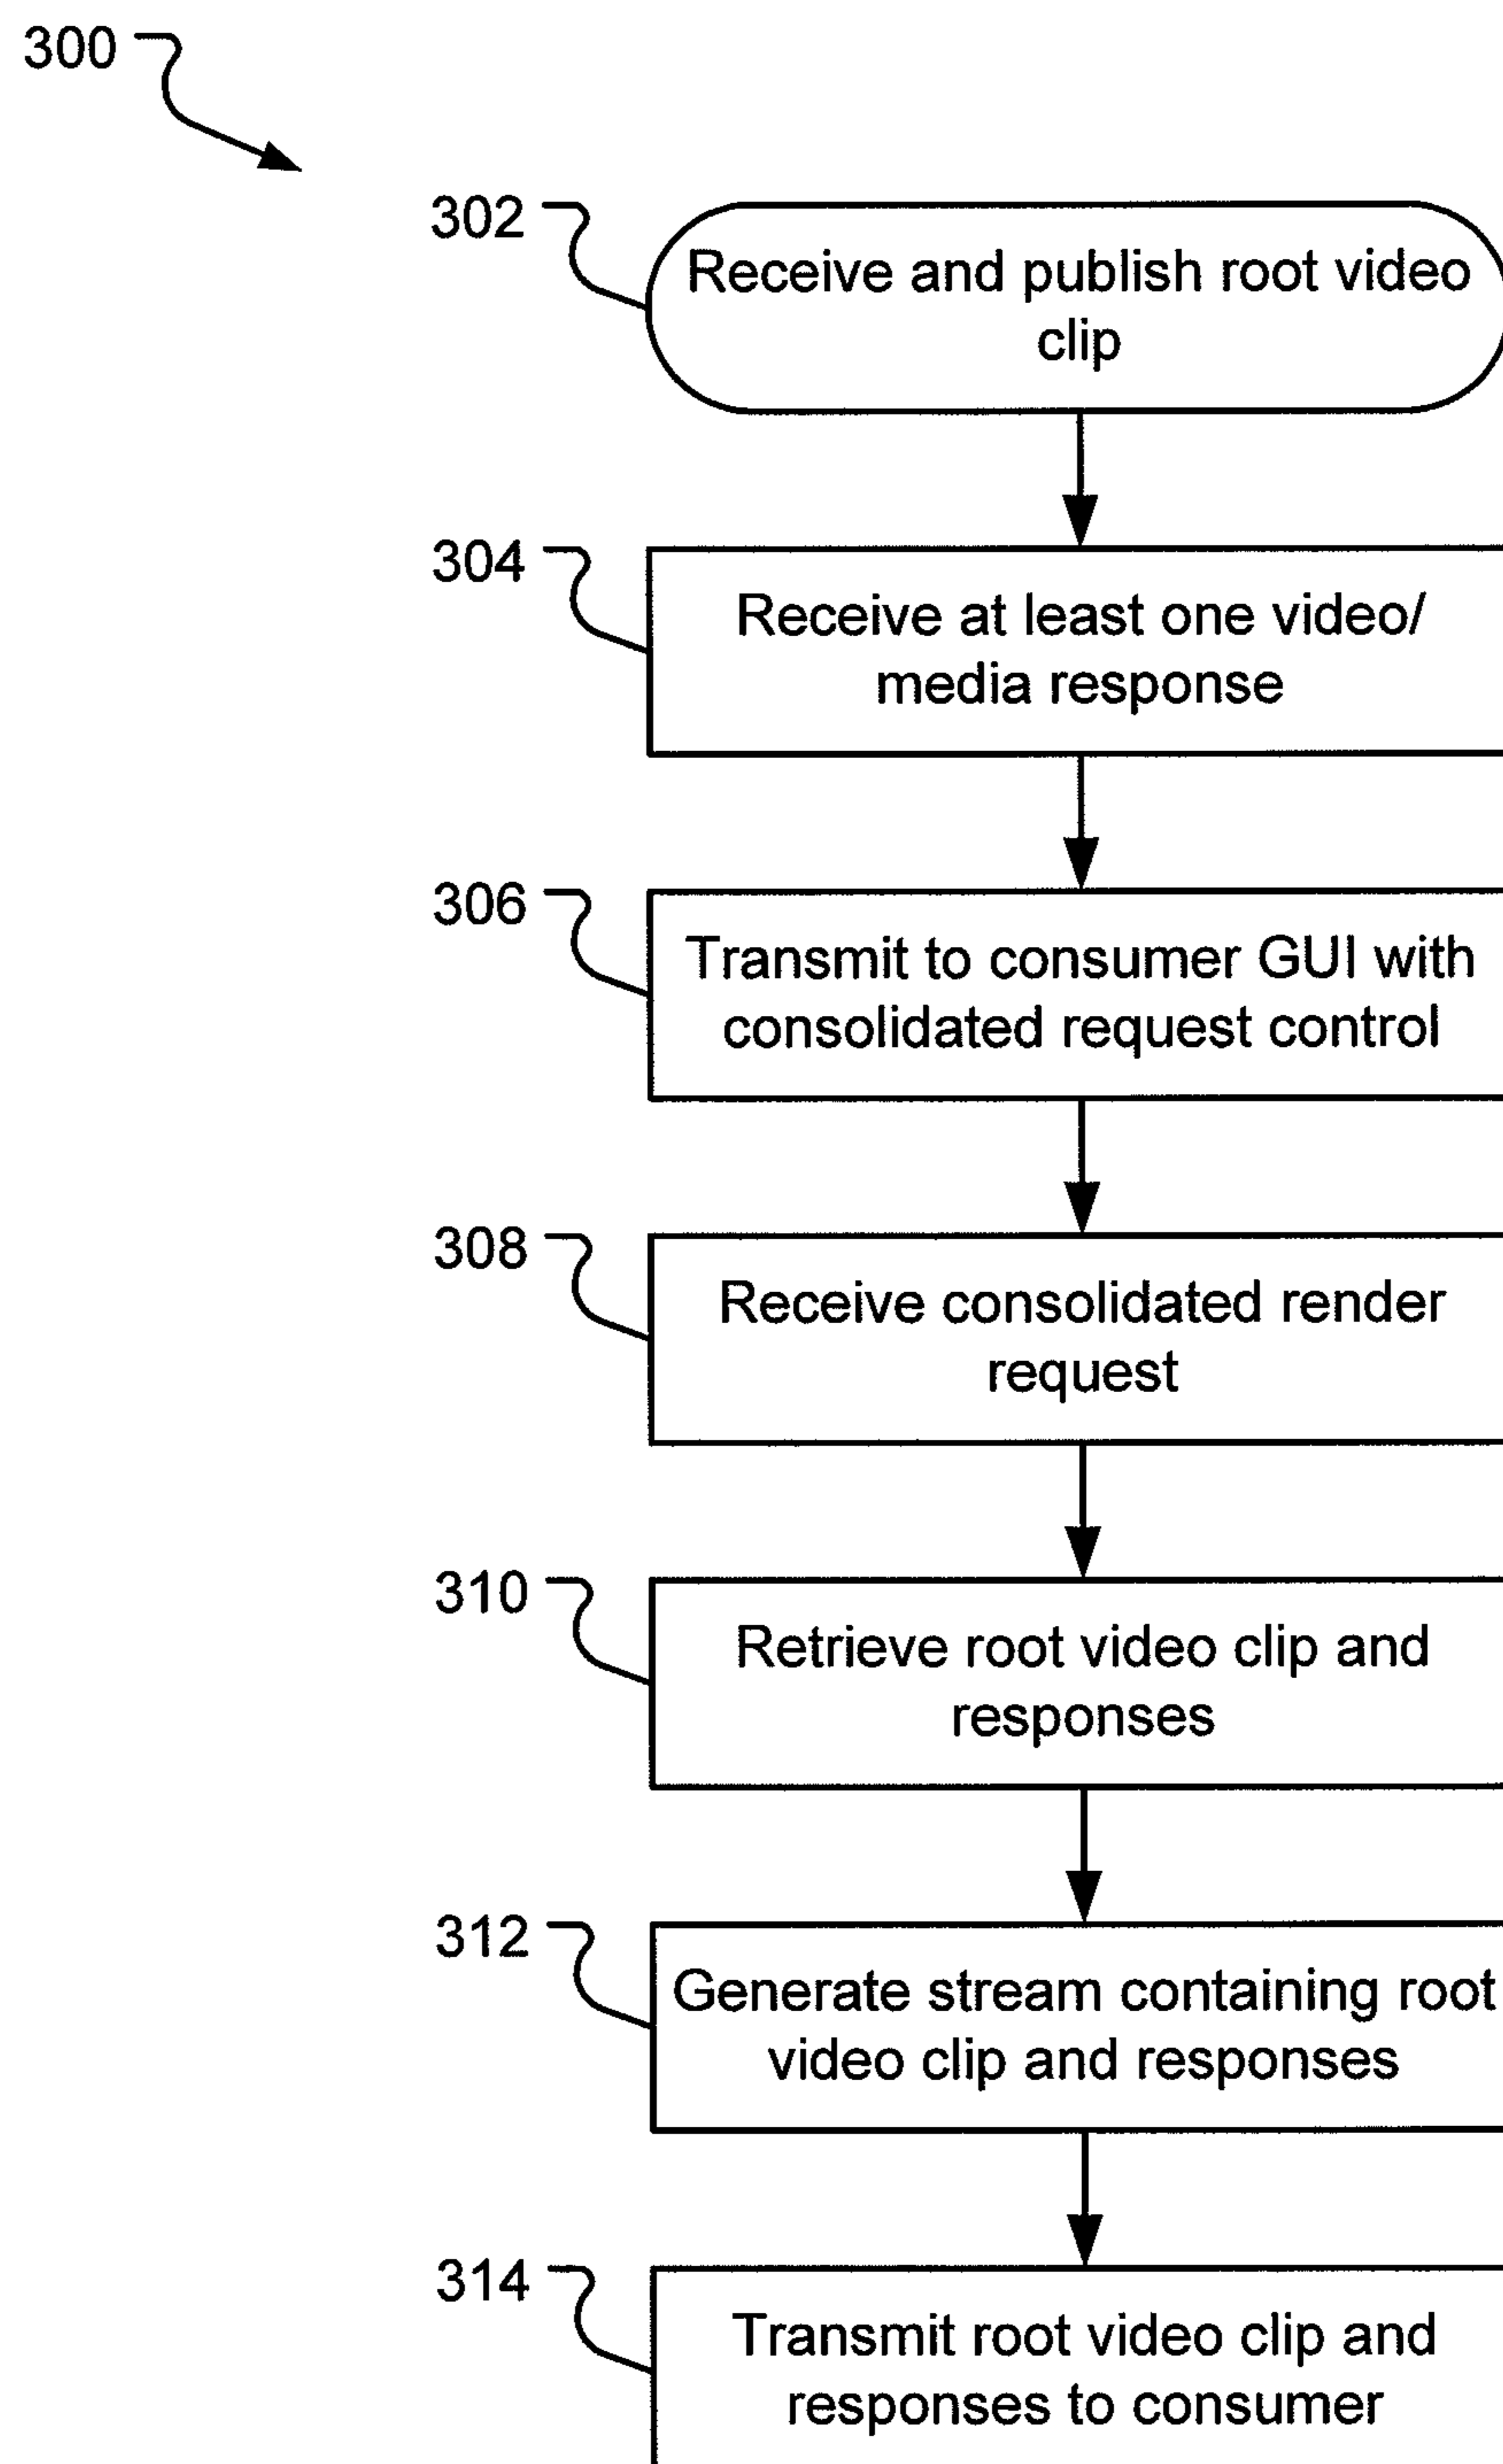 300
302
Receive and publish root video
clip
304
Receive at least one video/
media response
306
Transmit to consumer GUI with
consolidated request control
308
Receive consolidated render
request
310
Retrieve root video clip and
responses
312
Generate stream containing root
video clip and responses
314
Transmit root video clip and
responses to consumer